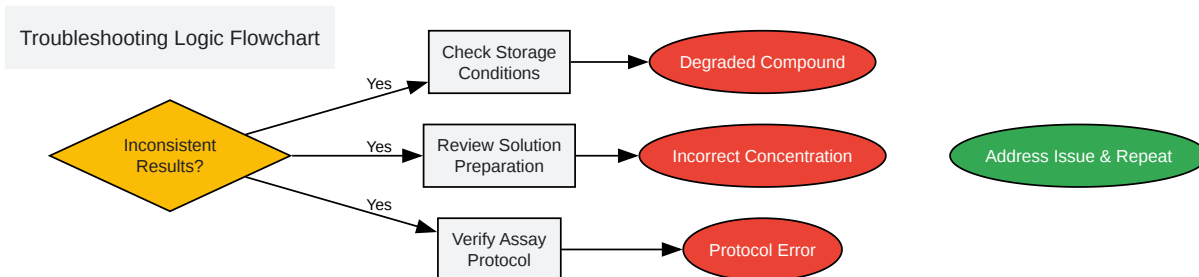 Troubleshooting Logic Flowchart
Inconsistent
Results?
Yes
Check Storage
Conditions
Degraded Compound
Yes
Review Solution
Preparation
Incorrect Concentration
Address Issue & Repeat
Yes
Verify Assay
Protocol
Protocol Error